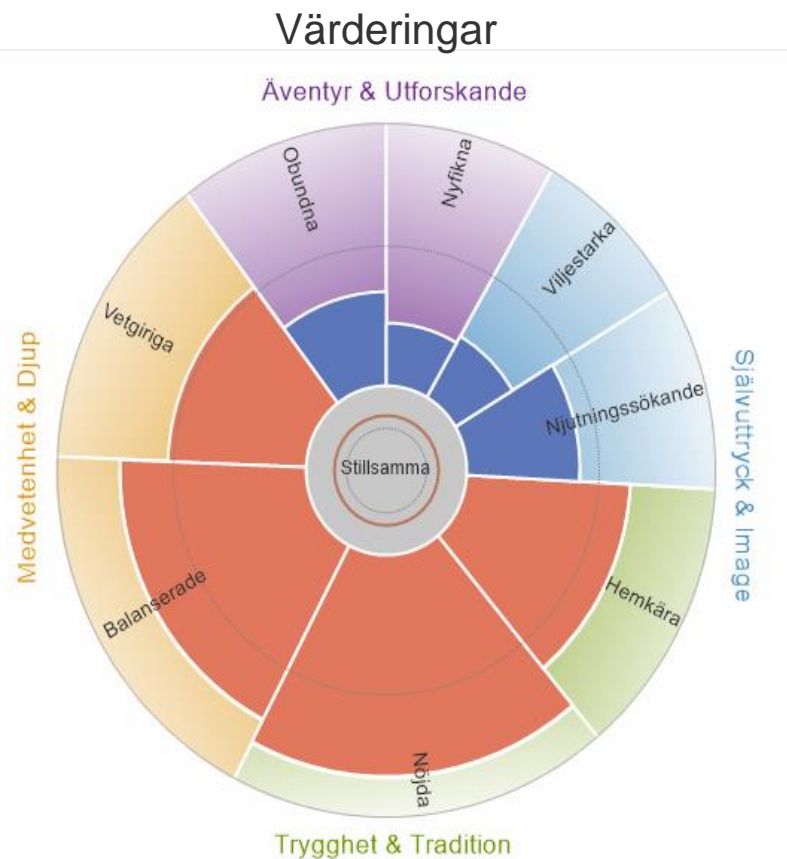 Värderingar
Äventyr & Utforskande
Obundna
Nyfikna
Viljestarka
Vetgiriga
Njutningssökande
Medvetenhet & Djup
Självuttryck & Image
Stillsamma
Balanserade
Hemkära
Nöjda
Trygghet & Tradition